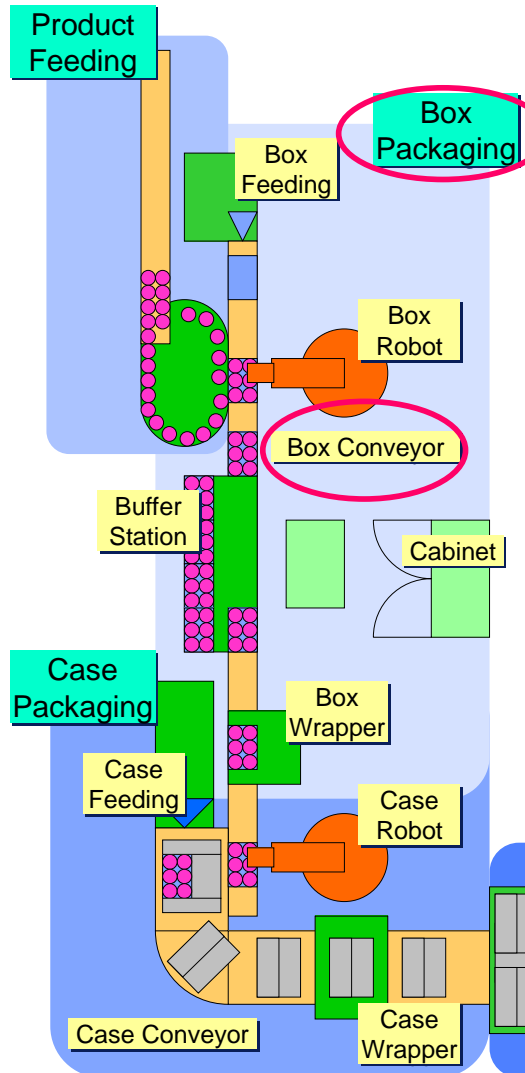 Product
Feeding
Box
Packaging
Box
Feeding
Box
Robot
Box Conveyor
Buffer
Station
Cabinet
Case
Packaging
Box
Wrapper
Case
Feeding
Case
Robot
Case Conveyor
Case
Wrapper